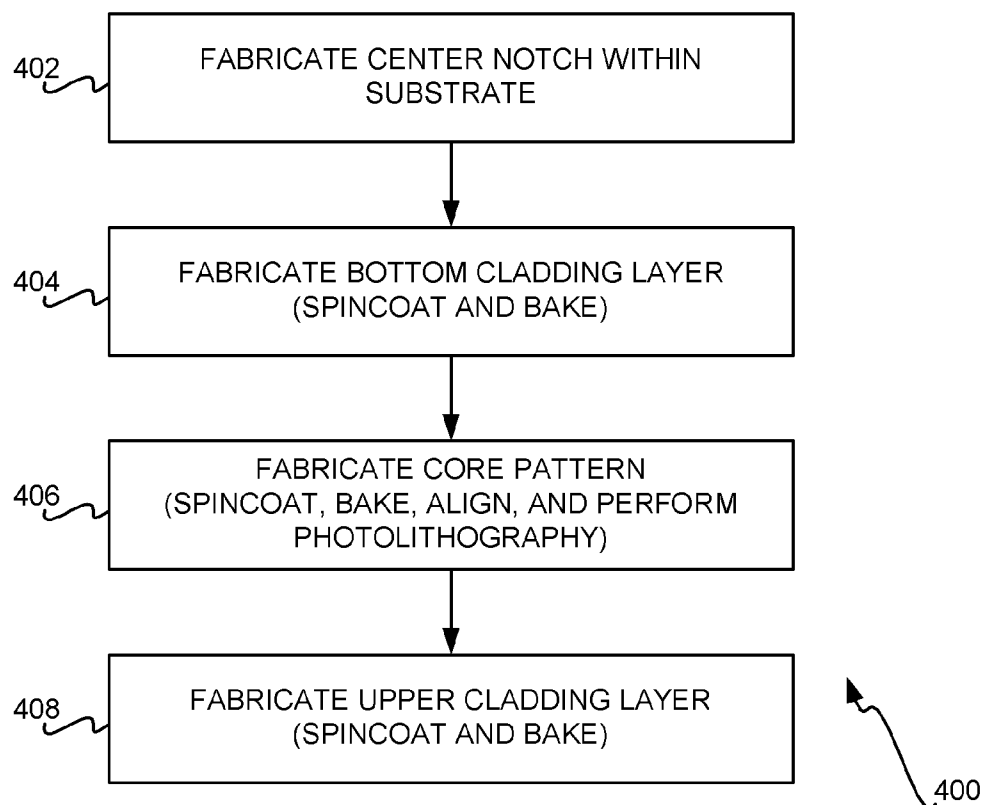 402
FABRICATE CENTER NOTCH WITHIN
SUBSTRATE
404
FABRICATE BOTTOM CLADDING LAYER
(SPINCOAT AND BAKE)
406
FABRICATE CORE PATTERN
(SPINCOAT, BAKE, ALIGN, AND PERFORM
PHOTOLITHOGRAPHY)
408
FABRICATE UPPER CLADDING LAYER
(SPINCOAT AND BAKE)
400